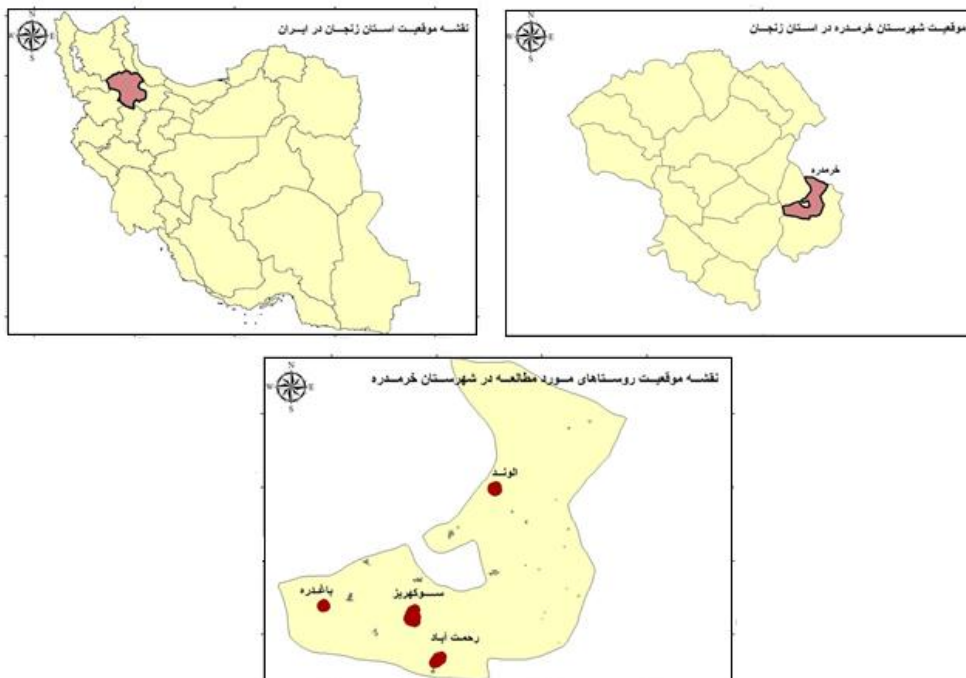 نقشه موقعیت استان زنجان در ایران
N
W E
S
موقعیت شهرستان خرمدره در استان زنجان
N
W E
S
خرمدره
نقشه موقعیت روستاهای مورد مطالعه در شهرستان خرمدره
N
W E
S
الوند
باغدره
سوکهریز
رحمت آباد